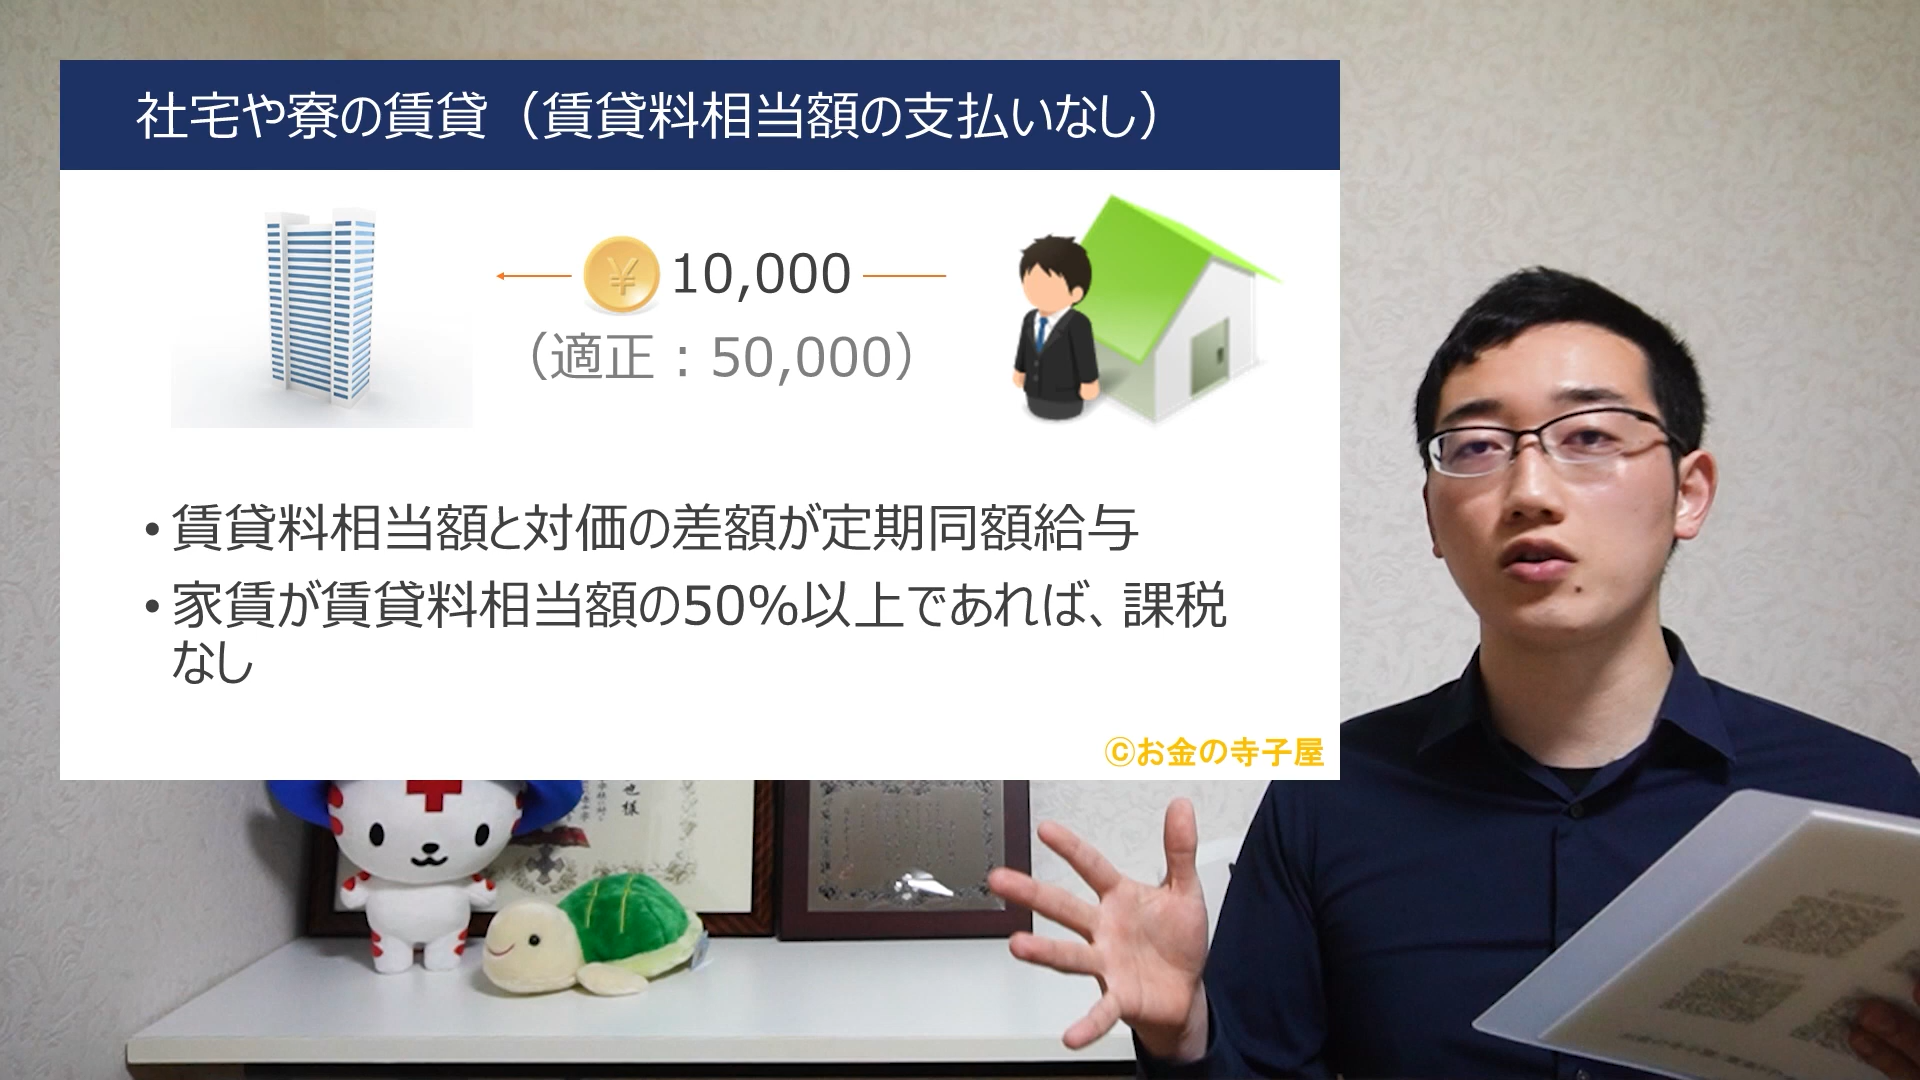 社宅や寮の賃貸（賃貸料相当額の支払いなし）
¥ 10,000
（適正：50,000）
• 賃貸料相当額と対価の差額が定期同額給与
• 家賃が賃貸料相当額の50%以上であれば、課税
なし
©お金の寺子屋
也様